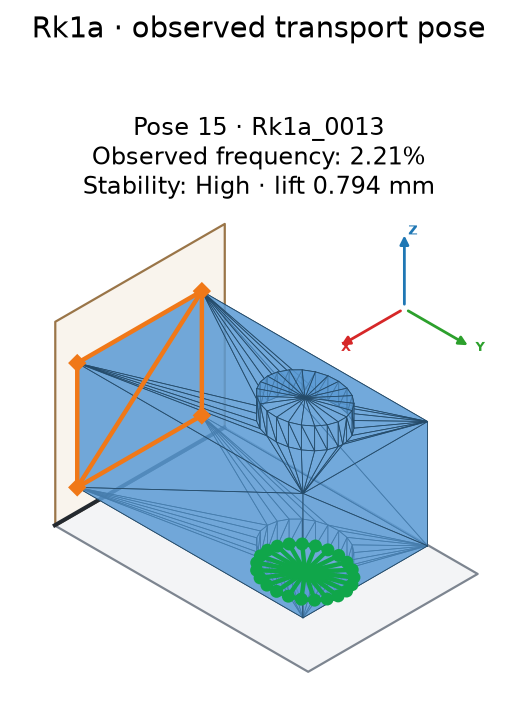 Rk1a · observed transport pose
Pose 15 · Rk1a_0013
Observed frequency: 2.21%
Stability: High · lift 0.794 mm
Z
X
Y